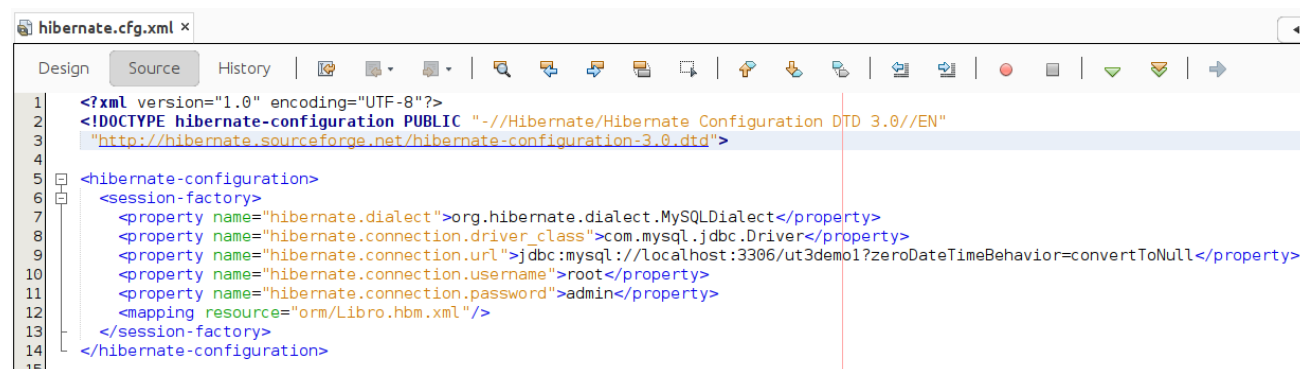 hibernate.cfg.xml ×
Design Source History
1 <?xml version="1.0" encoding="UTF-8"?>
2 <!DOCTYPE hibernate-configuration PUBLIC "-//Hibernate/Hibernate Configuration DTD 3.0//EN"
3 "http://hibernate.sourceforge.net/hibernate-configuration-3.0.dtd">
4
5 <hibernate-configuration>
6 <session-factory>
7 <property name="hibernate.dialect">org.hibernate.dialect.MySQLDialect</property>
8 <property name="hibernate.connection.driver_class">com.mysql.jdbc.Driver</property>
9 <property name="hibernate.connection.url">jdbc:mysql://localhost:3306/ut3demo1?zeroDateTimeBehavior=convertToNull</property>
10 <property name="hibernate.connection.username">root</property>
11 <property name="hibernate.connection.password">admin</property>
12 <mapping resource="orm/Libro.hbm.xml"/>
13 </session-factory>
14 </hibernate-configuration>
15